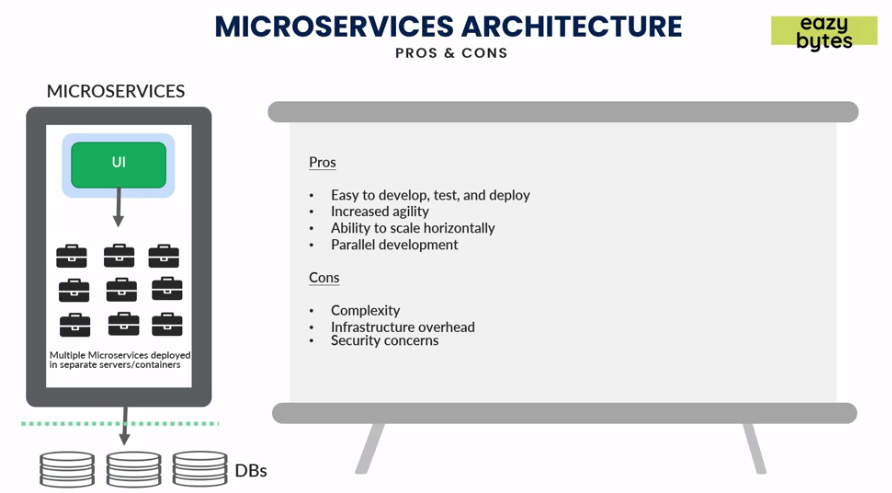 MICROSERVICES ARCHITECTURE
PROS & CONS
eazy
bytes
MICROSERVICES
UI
Multiple Microservices deployed
in separate servers/containers
DBs
Pros
• Easy to develop, test, and deploy
• Increased agility
• Ability to scale horizontally
• Parallel development
Cons
• Complexity
• Infrastructure overhead
• Security concerns